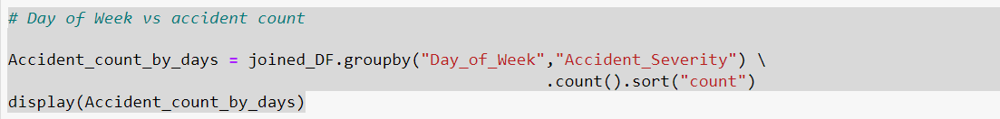 # Day of Week vs accident count
Accident_count_by_days = joined_DF.groupby("Day_of_Week","Accident_Severity") \
.count().sort("count")
display(Accident_count_by_days)